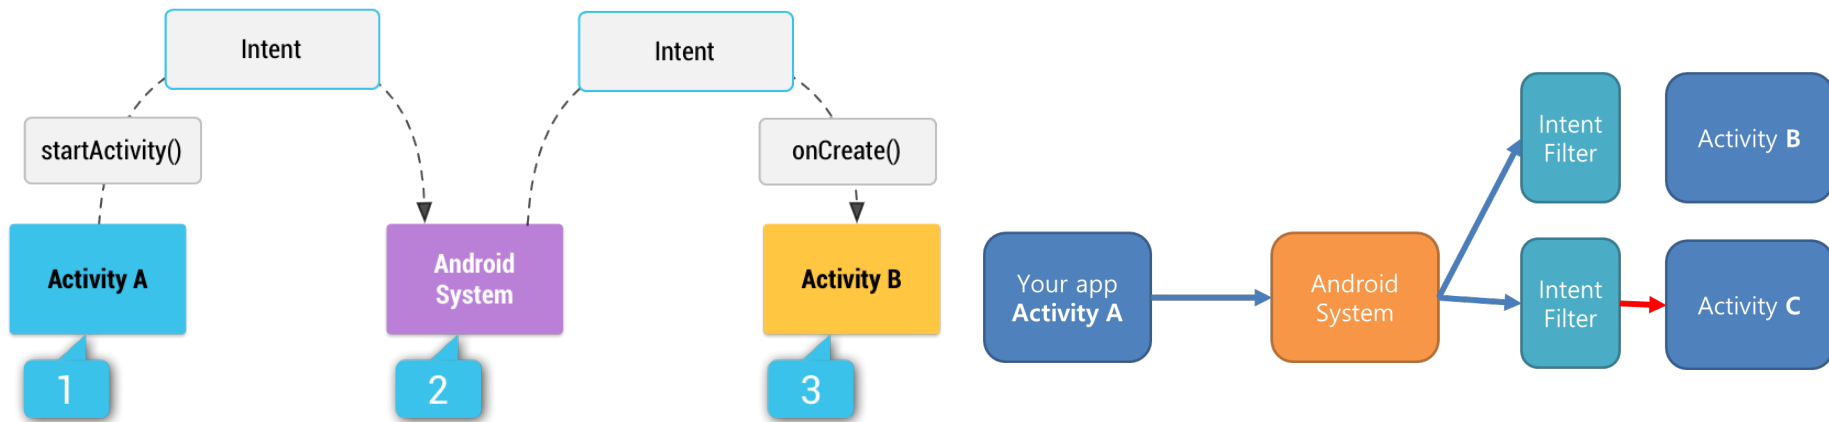 Intent
Intent
startActivity()
onCreate()
Activity A
Android
System
Activity B
1
2
3
Your app
Activity A
Android
System
Intent
Filter
Activity B
Intent
Filter
Activity C